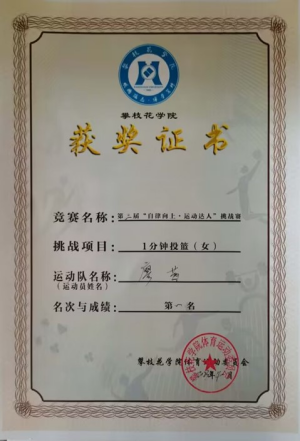 攀枝花学院
获奖证书
竞赛名称：第二届“自律向上·运动达人”挑战赛
挑战项目：1分钟投篮（女）
运动队名称：
（运动员姓名）
名次与成绩：第一名
攀枝花学院体育运动委员会